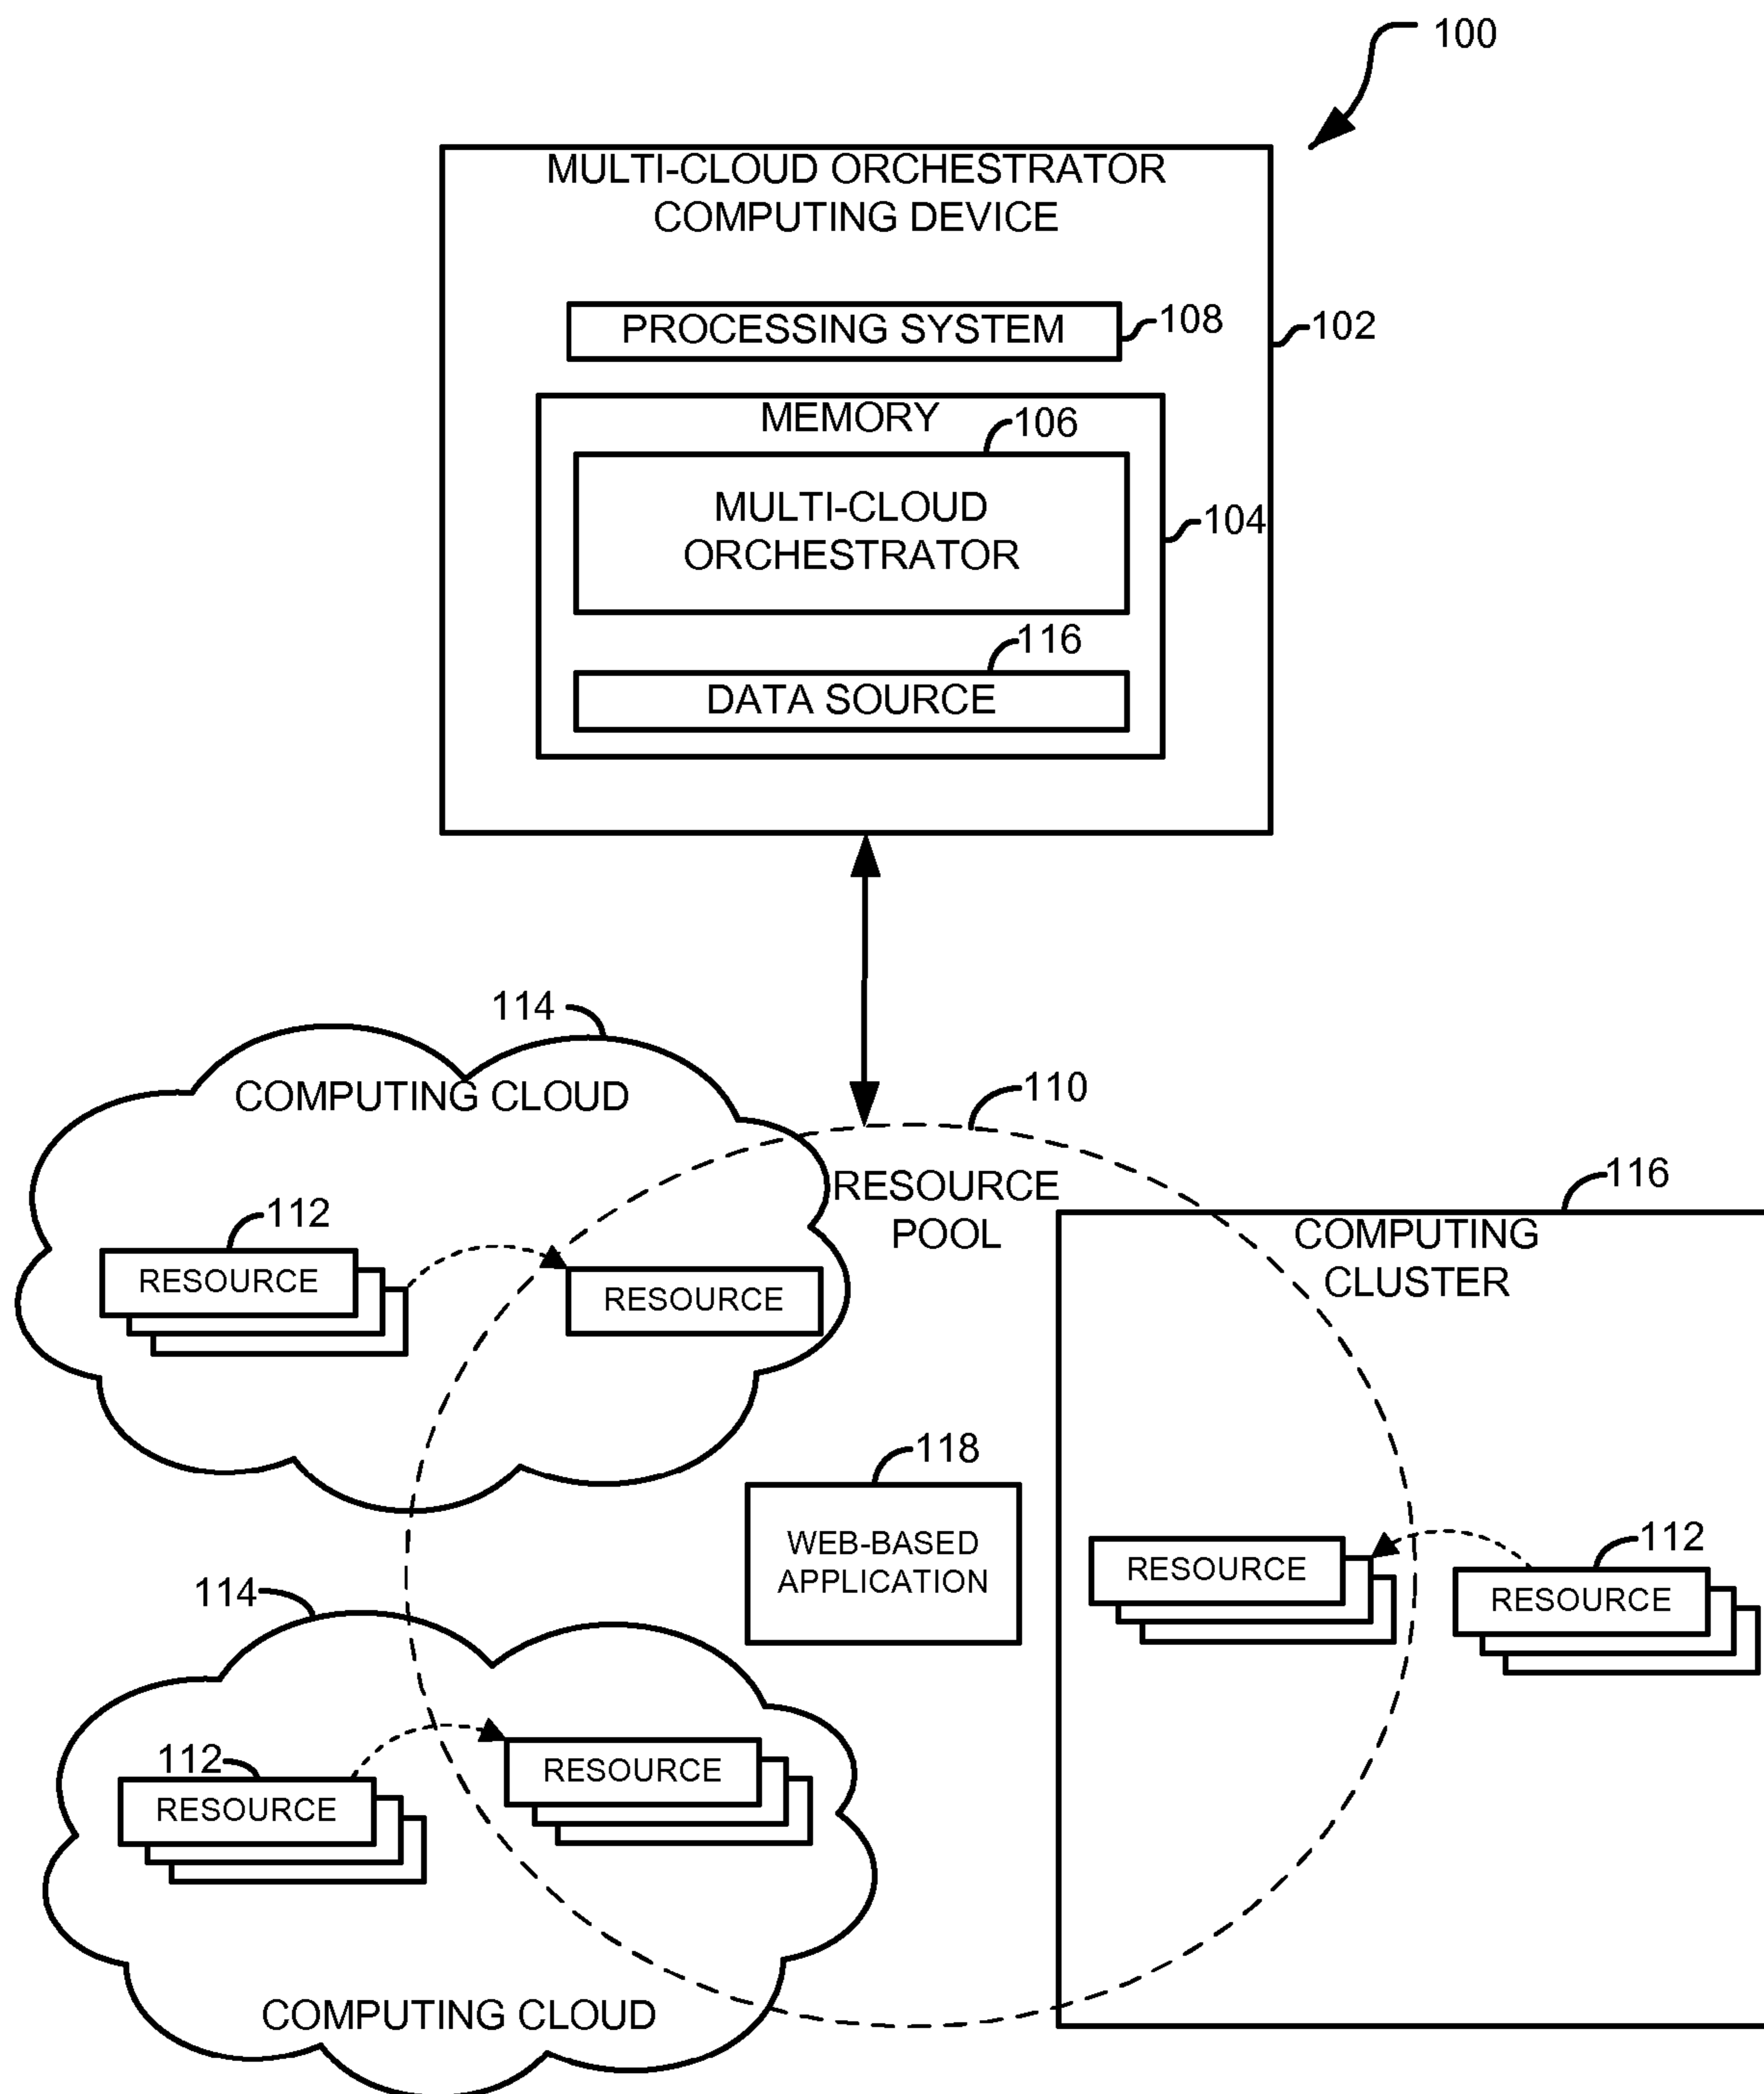 100
MULTI-CLOUD ORCHESTRATOR
COMPUTING DEVICE
PROCESSING SYSTEM
108
102
MEMORY
106
MULTI-CLOUD
ORCHESTRATOR
104
116
DATA SOURCE
114
COMPUTING CLOUD
110
RESOURCE
POOL
116
COMPUTING
CLUSTER
112
RESOURCE
RESOURCE
118
WEB-BASED
APPLICATION
RESOURCE
112
RESOURCE
114
112
RESOURCE
RESOURCE
COMPUTING CLOUD